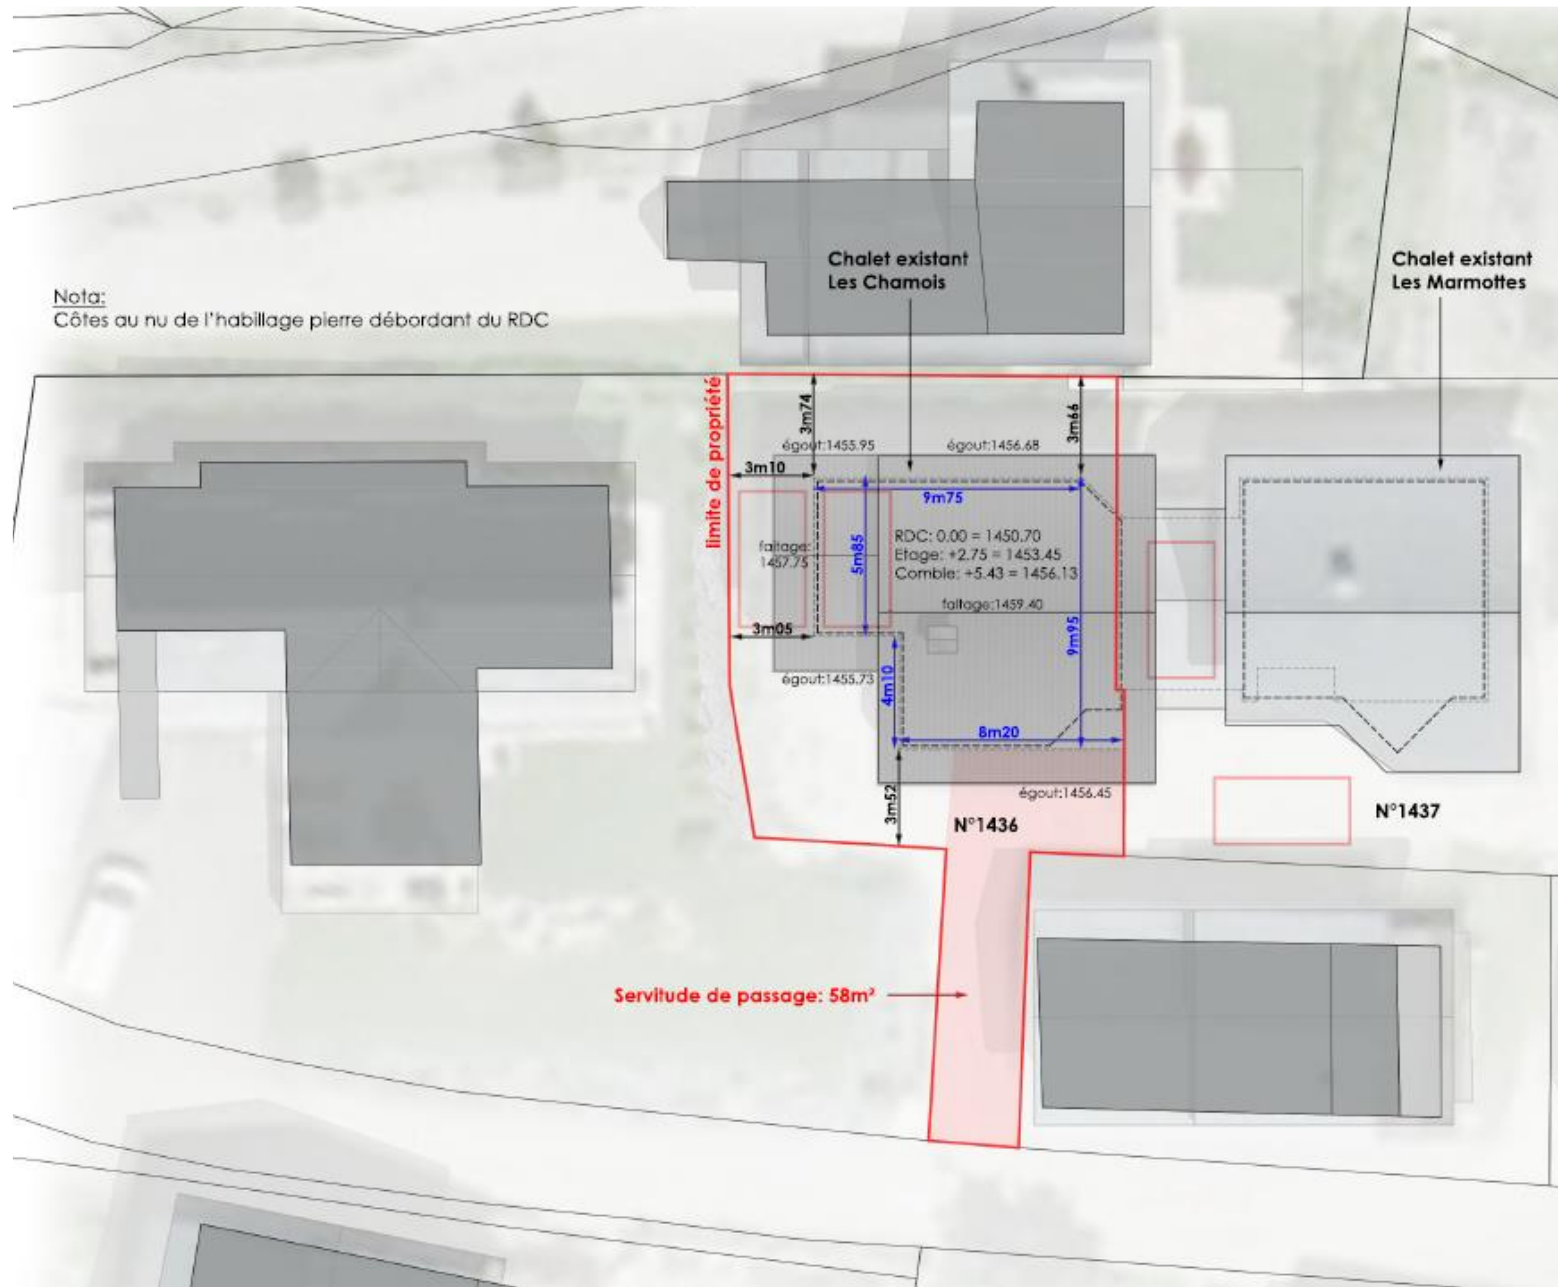 Chalet existant
Les Chamois
Chalet existant
Les Marmottes
Nota:
Côtes au nu de l'habillage pierre débordant du RDC
limite de propriété
3m74
3m66
égout:1455.95
égout:1456.68
3m10
9m75
RDC: 0.00 = 1450.70
Etage: +2.75 = 1453.45
Comble: +5.43 = 1456.13
faîtage:
1457.75
5m85
faîtage:1459.40
3m05
9m95
égout:1455.73
4m10
8m20
3m52
égout:1456.45
N°1436
N°1437
Servitude de passage: 58m²